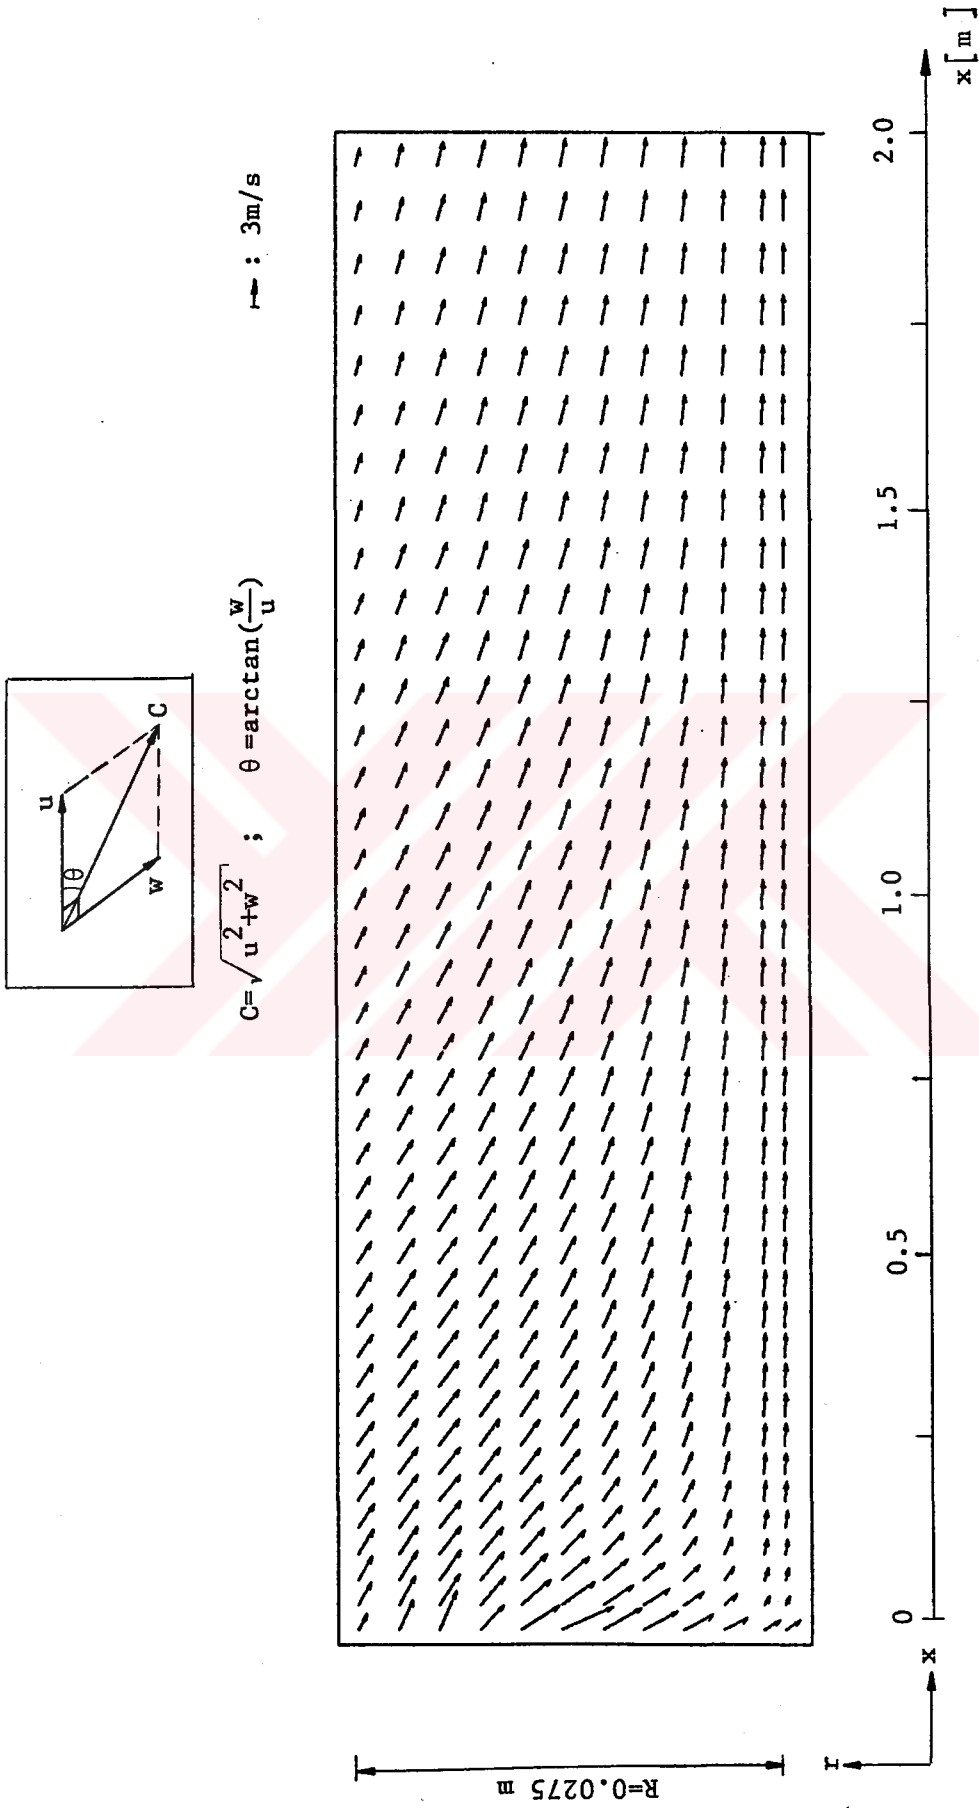 u
θ
w
C
C=√u²+w² ; θ=arctan(w/u)
: 3m/s
R=0.0275 m
r
x
0
0.5
1.0
1.5
2.0
x[m]